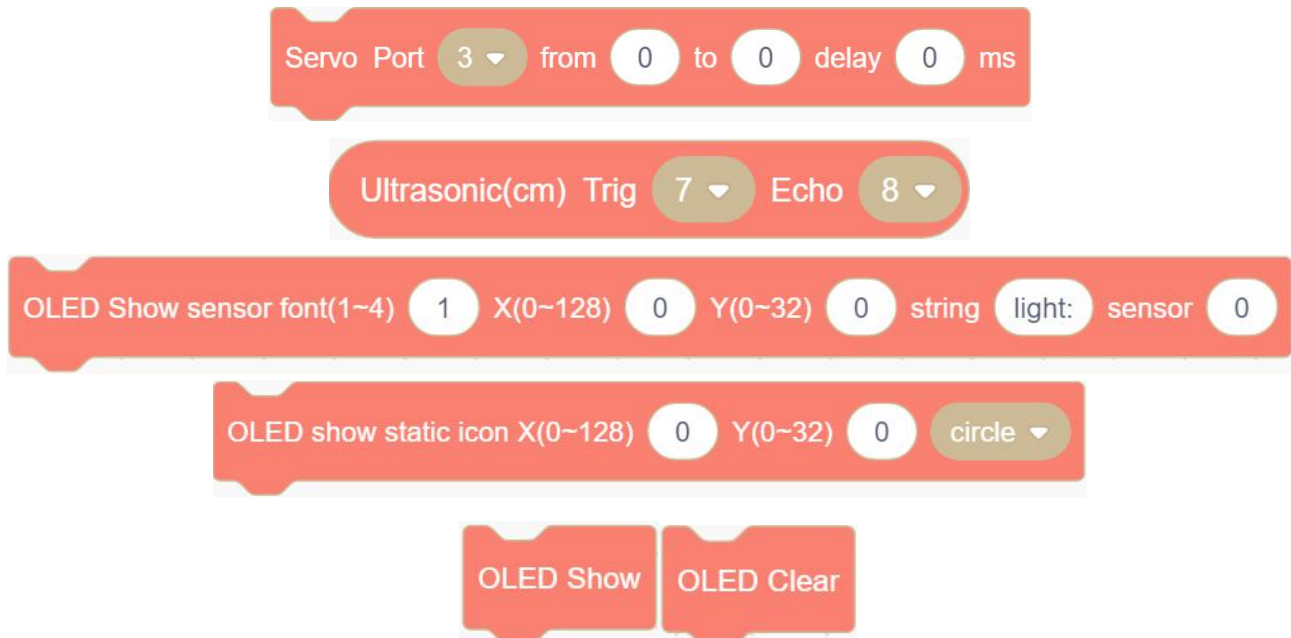 Servo Port 3 from 0 to 0 delay 0 ms
Ultrasonic(cm) Trig 7 Echo 8
OLED Show sensor font(1~4) 1 X(0~128) 0 Y(0~32) 0 string light: sensor 0
OLED show static icon X(0~128) 0 Y(0~32) 0 circle
OLED Show OLED Clear